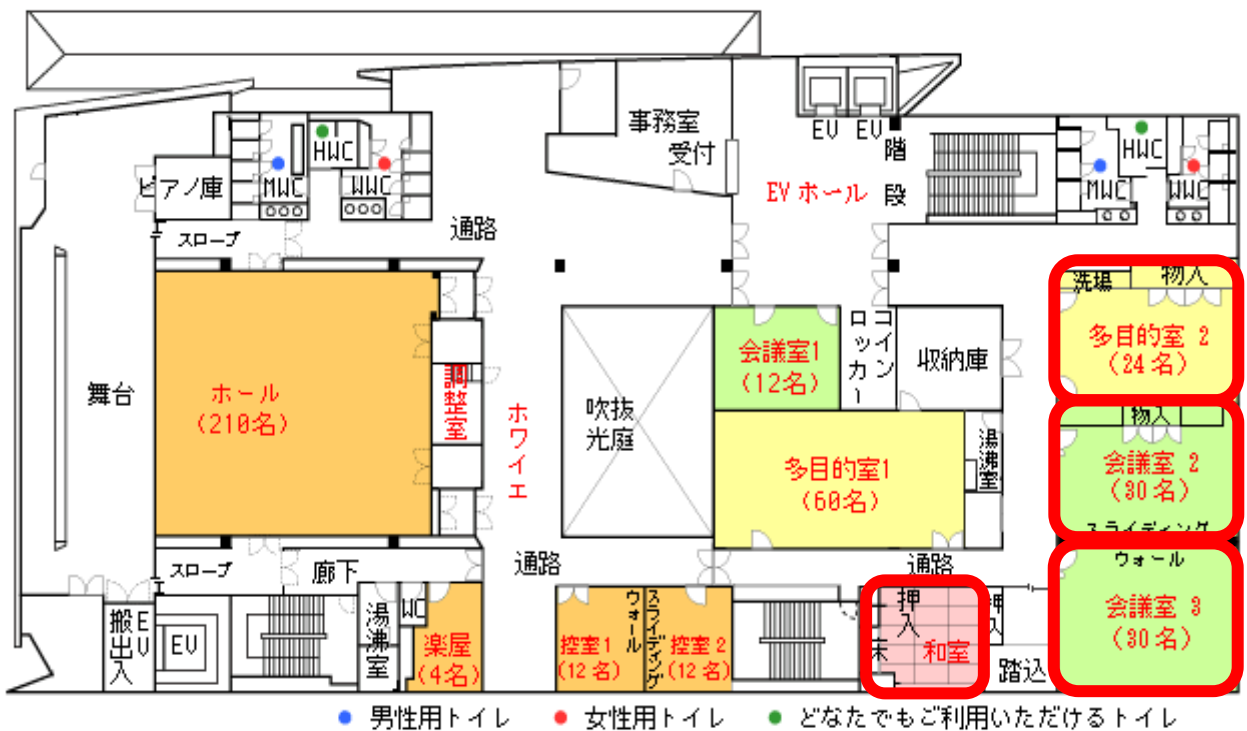 事務室
受付
EV
EV
階
段
EV ホール
HWC
MWC
WWC
HWC
MWC
WWC
ピアノ庫
スロープ
通路
洗場
物入
多目的室 2
(24名)
舞台
ホール
(210名)
調整室
ホワイエ
吹抜
光庭
会議室1
(12名)
コイン
ロッカー
収納庫
物入
会議室 2
(30名)
多目的室1
(60名)
湯沸室
スライディング
ウォール
スロープ
廊下
通路
通路
会議室 3
(30名)
搬出入
EV
EV
湯沸室
WC
楽屋
(4名)
控室1
(12名)
スライディング
ウォール
控室 2
(12名)
押入
床
和室
押入
踏込
男性用トイレ
女性用トイレ
どなたでもご利用いただけるトイレ